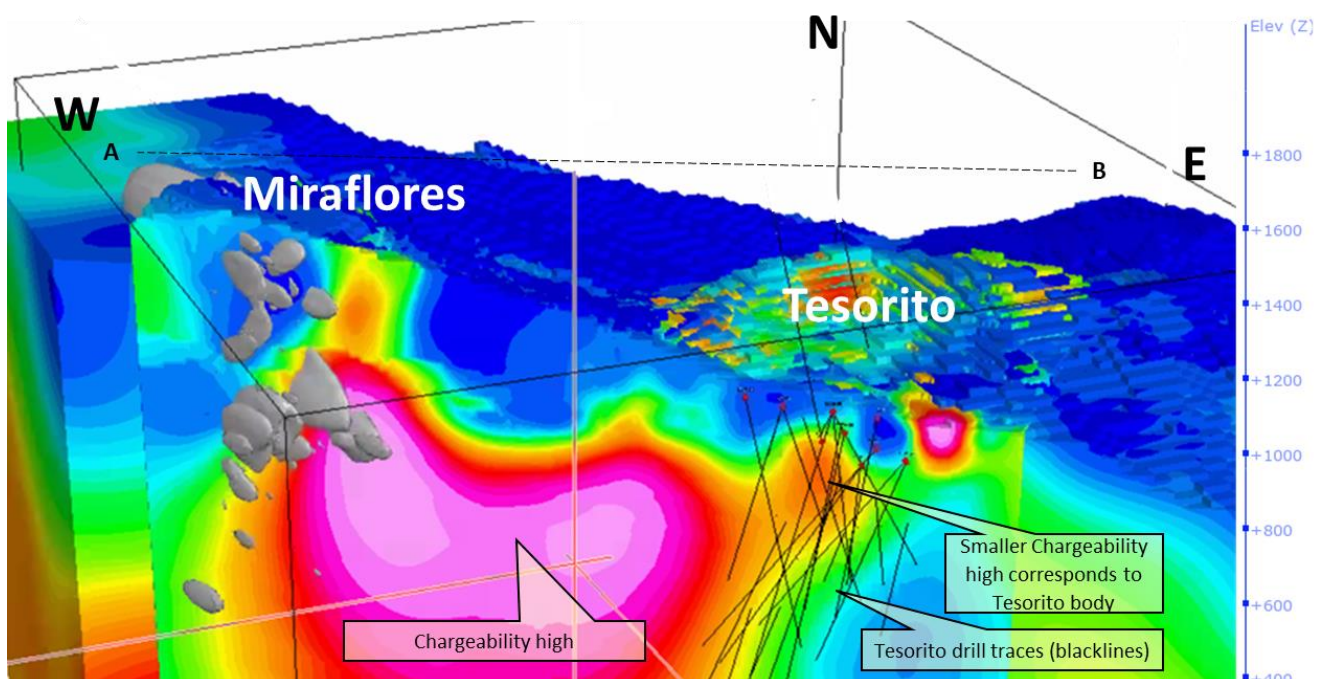 N
Elev (Z)
W
A
B
E
+1800
Miraflores
+1600
Tesorito
+1400
+1200
+1000
+800
Smaller Chargeability
high corresponds to
Tesorito body
+600
Chargeability high
Tesorito drill traces (blacklines)
+400